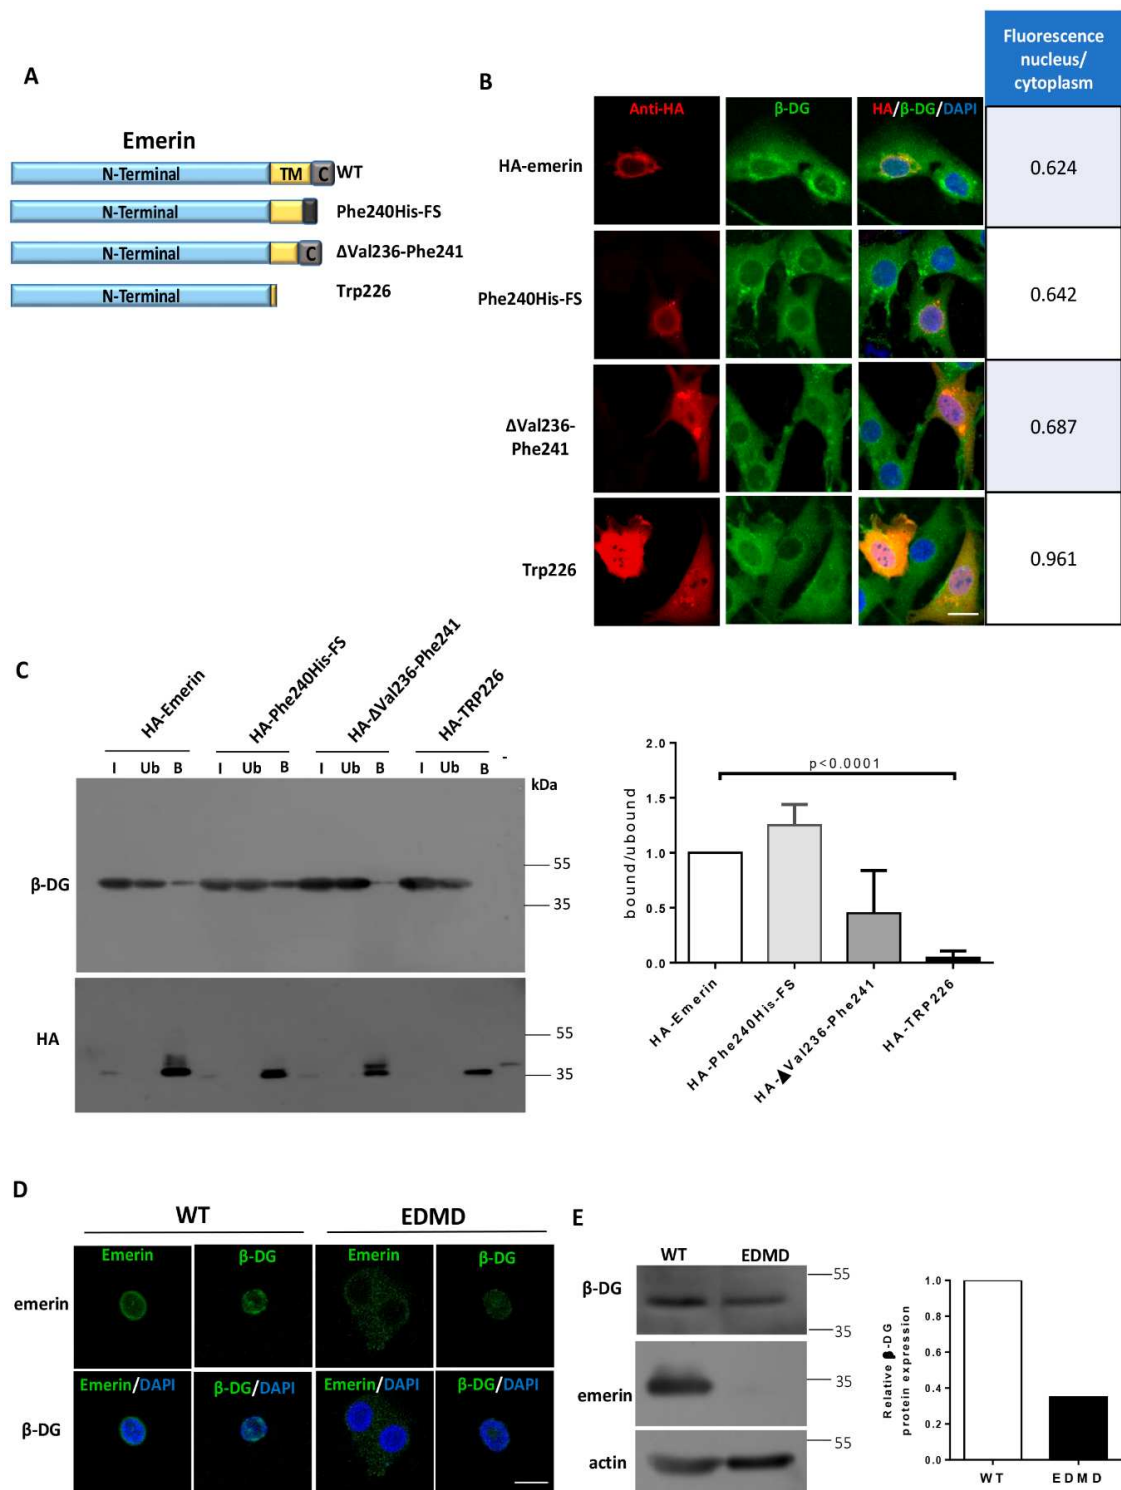 A
Emerin
N-Terminal TM C WT
N-Terminal Phe240His-FS
N-Terminal C ΔVal236-Phe241
N-Terminal Trp226
B
Fluorescence
nucleus/
cytoplasm
Anti-HA β-DG HA/β-DG/DAPI
HA-emerin 0.624
Phe240His-FS 0.642
ΔVal236-
Phe241 0.687
Trp226 0.961
C
HA-Emerin HA-Phe240His-FS HA-ΔVal236-Phe241 HA-TRP226
I Ub B I Ub B I Ub B I Ub B -
kDa
β-DG 55
35
HA 55
35
2.0
p<0.0001
1.5
1.0
0.5
0.0
bound/ubound
HA-Emerin HA-Phe240His-FS HA-▲Val236-Phe241 HA-TRP226
D
WT EDMD
Emerin β-DG Emerin β-DG
emerin
Emerin/DAPI β-DG/DAPI Emerin/DAPI β-DG/DAPI
β-DG
E
WT EDMD
β-DG 55
35
emerin 35
actin 55
Relative β-DG
protein expression
1.0
0.8
0.6
0.4
0.2
0.0
WT EDMD